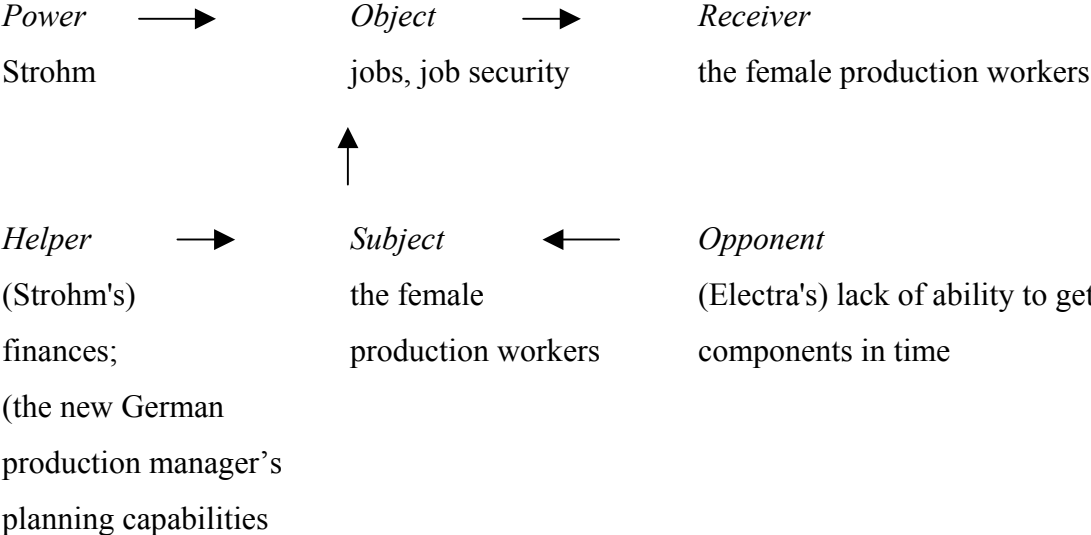 Power Object Receiver
Strohm jobs, job security the female production workers
Helper Subject Opponent
(Strohm's) the female (Electra's) lack of ability to get
finances; production workers components in time
(the new German
production manager’s
planning capabilities